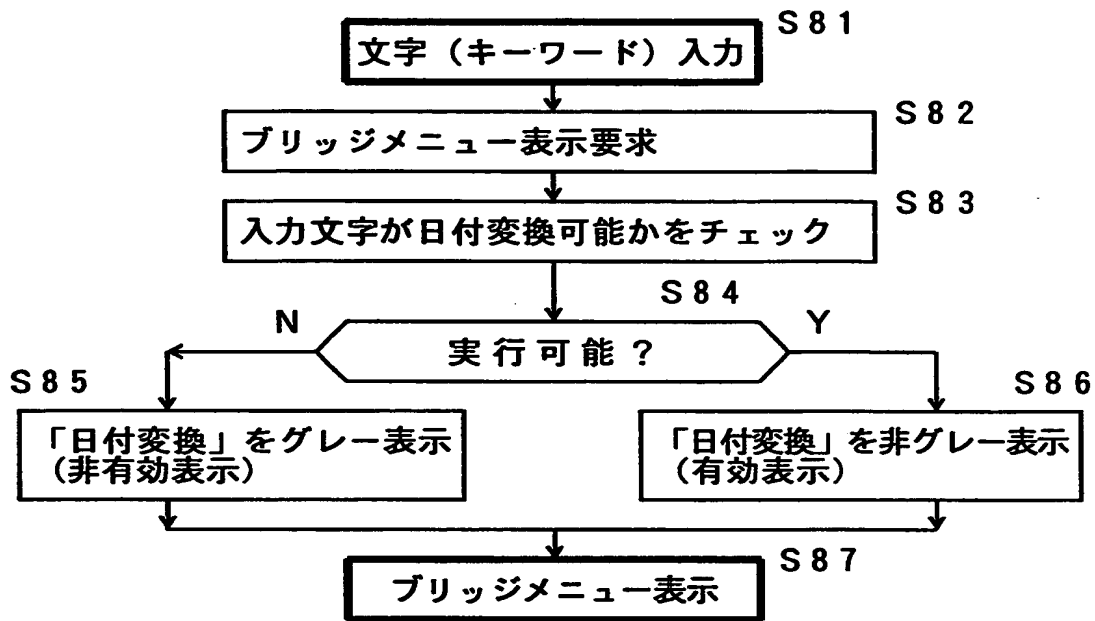 S81
文字（キーワード）入力
S82
ブリッジメニュー表示要求
S83
入力文字が日付変換可能かをチェック
S84
N
実行可能？
Y
S85
「日付変換」をグレー表示
(非有効表示)
S86
「日付変換」を非グレー表示
(有効表示)
S87
ブリッジメニュー表示